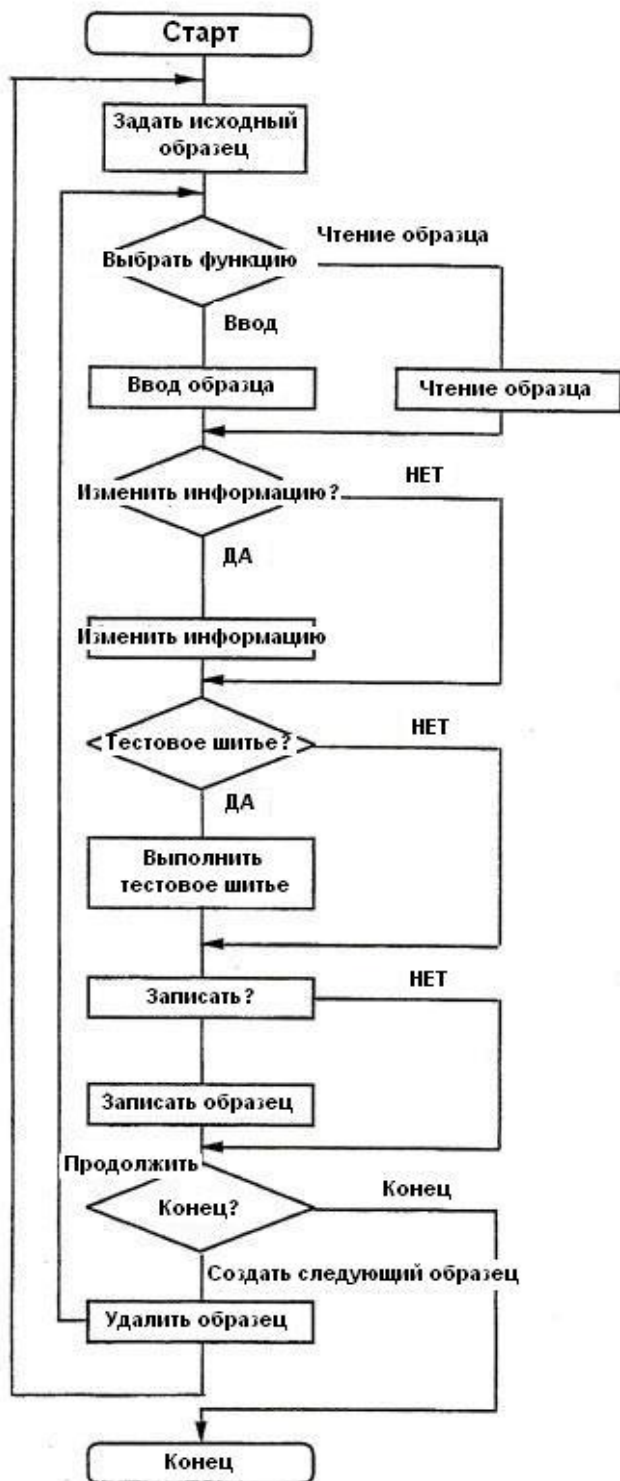 Старт
Задать исходный
образец
Чтение образца
Выбрать функцию
Ввод
Ввод образца
Чтение образца
НЕТ
Изменить информацию?
ДА
Изменить информацию
НЕТ
Тестовое шитье?
ДА
Выполнить
тестовое шитье
НЕТ
Записать?
Записать образец
Продолжить
Конец
Конец?
Создать следующий образец
Удалить образец
Конец